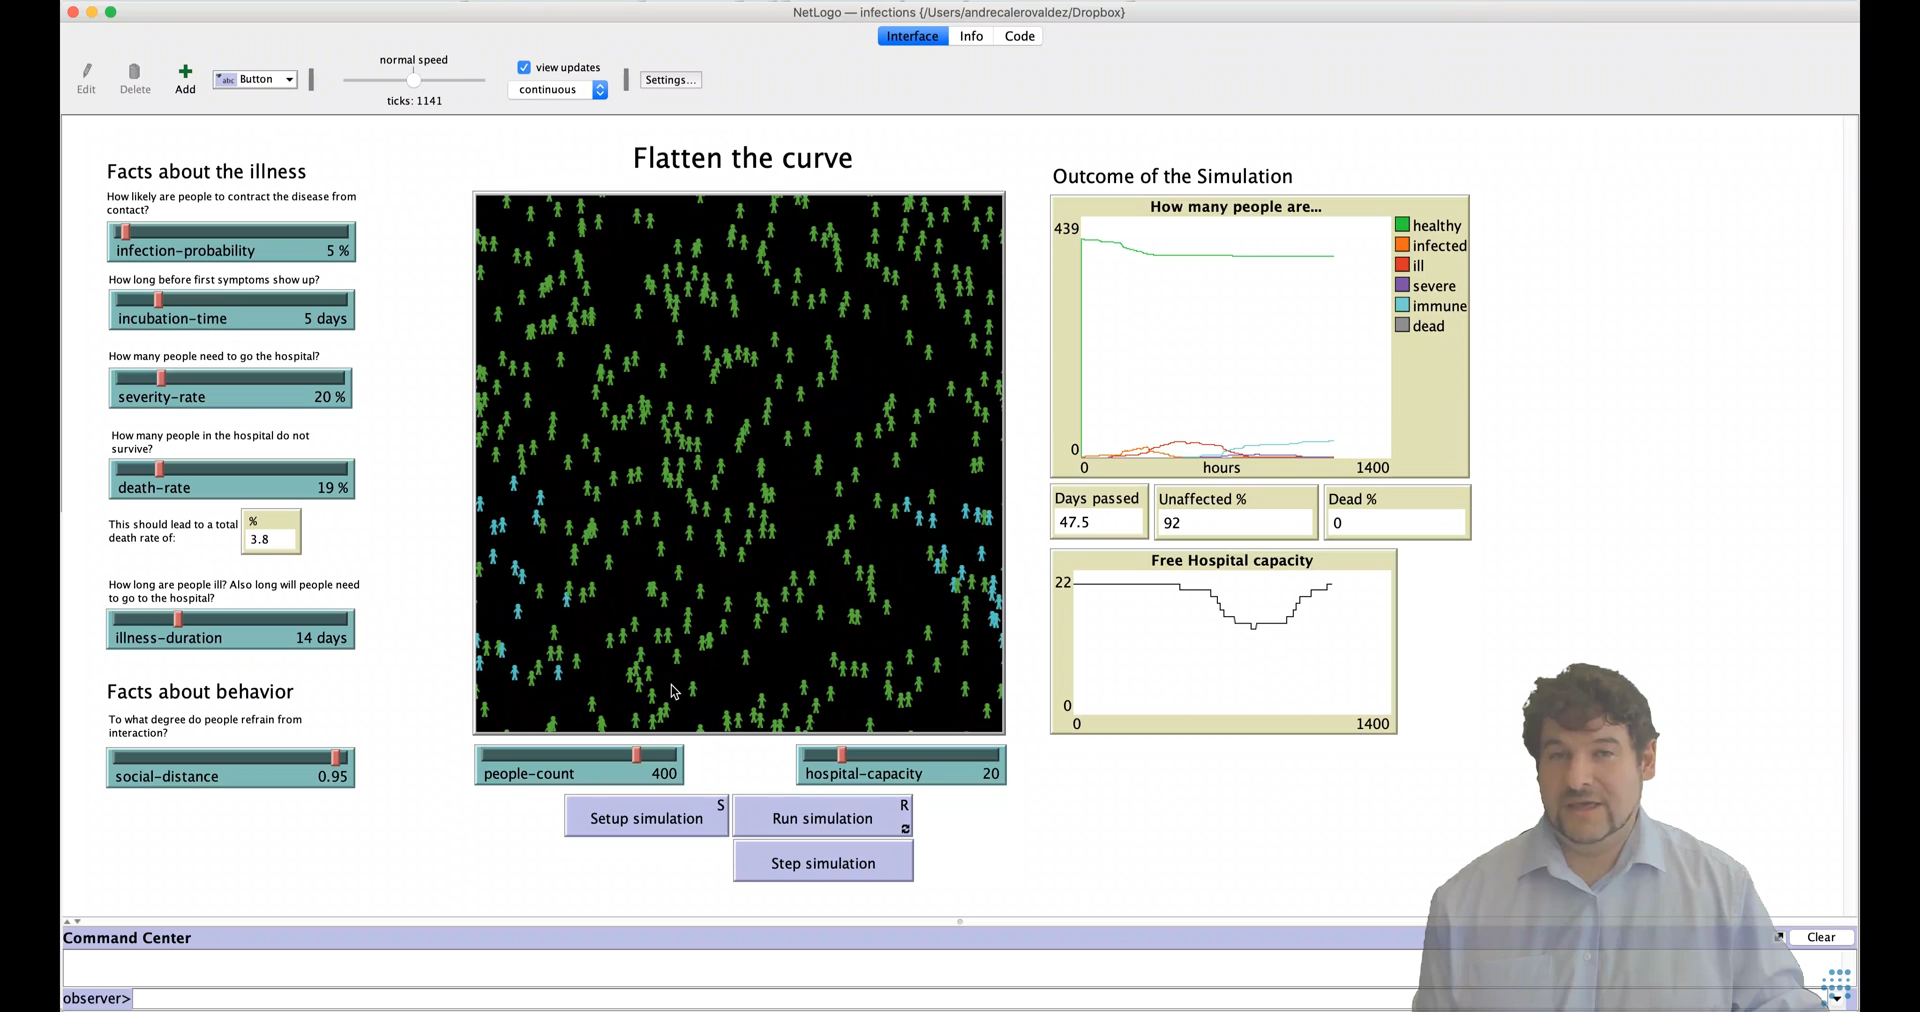 NetLogo — infections {/Users/andrecalerovaldez/Dropbox}
Interface Info Code
Edit Delete Add
abc Button
normal speed
ticks: 1141
view updates
continuous
Settings...
Facts about the illness
How likely are people to contract the disease from
contact?
infection-probability 5 %
How long before first symptoms show up?
incubation-time 5 days
How many people need to go the hospital?
severity-rate 20 %
How many people in the hospital do not
survive?
death-rate 19 %
This should lead to a total
death rate of:
%
3.8
How long are people ill? Also long will people need
to go to the hospital?
illness-duration 14 days
Facts about behavior
To what degree do people refrain from
interaction?
social-distance 0.95
Flatten the curve
people-count 400
hospital-capacity 20
Setup simulation S
Run simulation R
Step simulation
Outcome of the Simulation
How many people are...
439
0
0 hours 1400
healthy
infected
ill
severe
immune
dead
Days passed
47.5
Unaffected %
92
Dead %
0
Free Hospital capacity
22
0
0 1400
Command Center
Clear
observer>